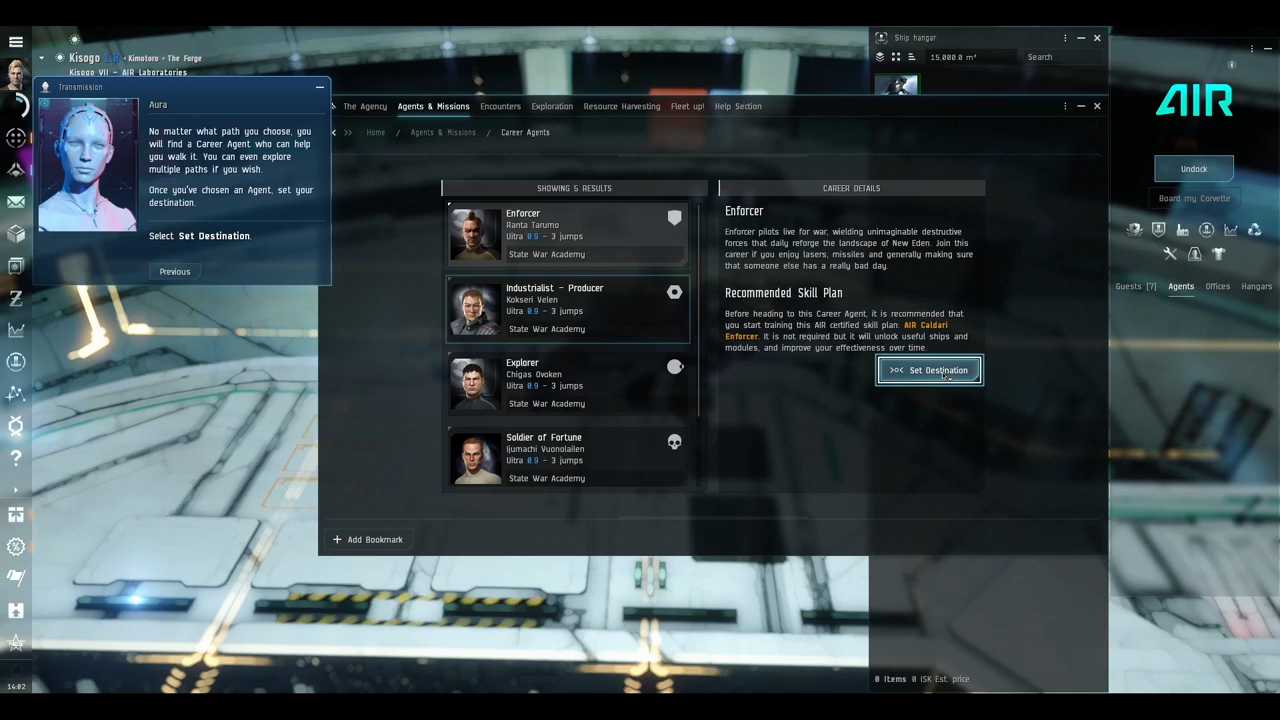 Kisogo 1.0 < Kimotoro < The Forge
Kisogo VII - AIR Laboratories
Transmission
Aura
No matter what path you choose, you
will find a Career Agent who can help
you walk it. You can even explore
multiple paths if you wish.
Once you've chosen an Agent, set your
destination.
Select Set Destination.
Previous
The Agency
Agents & Missions
Encounters
Exploration
Resource Harvesting
Fleet up!
Help Section
Home / Agents & Missions / Career Agents
SHOWING 5 RESULTS
Enforcer
Ranta Tarumo
Uitra 0.9 - 3 jumps
State War Academy
Industrialist - Producer
Kokseri Velen
Uitra 0.9 - 3 jumps
State War Academy
Explorer
Chigas Ovoken
Uitra 0.9 - 3 jumps
State War Academy
Soldier of Fortune
Ijumachi Vuonolailen
Uitra 0.9 - 3 jumps
State War Academy
CAREER DETAILS
Enforcer
Enforcer pilots live for war, wielding unimaginable destructive
forces that daily reforge the landscape of New Eden. Join this
career if you enjoy lasers, missiles and generally making sure
that someone else has a really bad day.
Recommended Skill Plan
Before heading to this Career Agent, it is recommended that
you start training this AIR certified skill plan: AIR Caldari
Enforcer. It is not required but it will unlock useful ships and
modules, and improve your effectiveness over time.
Set Destination
Add Bookmark
Ship hangar
15,000.0 m³
Search
0 Items 0 ISK Est. price
AIR
Undock
Board my Corvette
Guests [7]
Agents
Offices
Hangars
14:02